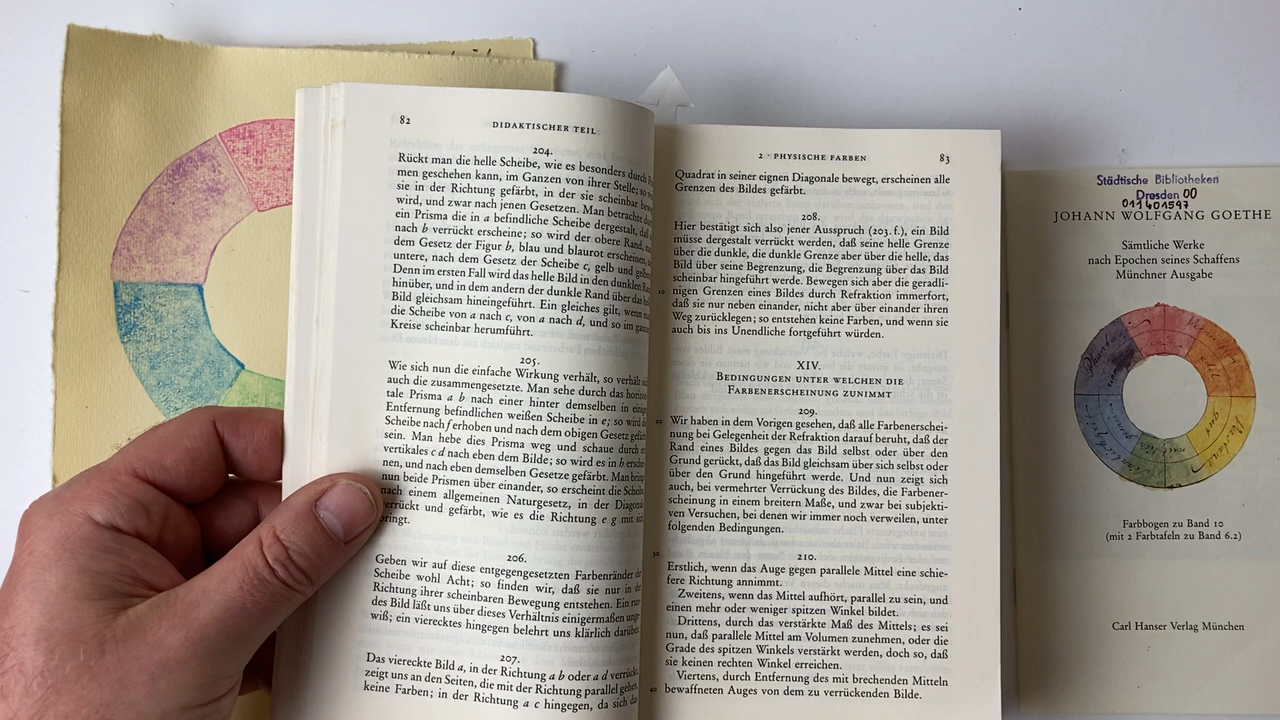 82
DIDAKTISCHER TEIL
204.
Rückt man die helle Scheibe, wie es besonders durch
men geschehen kann, im Ganzen von ihrer Stelle; so
sie in der Richtung gefärbt, in der sie scheinbar
wird, und zwar nach jenen Gesetzen. Man betrachte
ein Prisma die in a befindliche Scheibe dergestalt, daß
nach b verrückt erscheine; so wird der obere Rand,
dem Gesetz der Figur b, blau und blaurot erscheinen,
untere, nach dem Gesetz der Scheibe c, gelb und
Denn im ersten Fall wird das helle Bild in den dunklen
hinüber, und in dem andern der dunkle Rand über das
Bild gleichsam hineingeführt. Ein gleiches gilt, wenn
die Scheibe von a nach c, von a nach d, und so im
Kreise scheinbar herumführt.
205.
Wie sich nun die einfache Wirkung verhält, so verhält
auch die zusammengesetzte. Man sehe durch das
tale Prisma a b nach einer hinter demselben in
Entfernung befindlichen weißen Scheibe in e; so wird
Scheibe nach f erhoben und nach dem obigen Gesetz
sein. Man hebe dies Prisma weg und schaue durch
vertikales c d nach eben dem Bilde; so wird es in h
nen, und nach eben demselben Gesetze gefärbt. Man
nun beide Prismen über einander, so erscheint die Scheibe
nach einem allgemeinen Naturgesetz, in der
verrückt und gefärbt, wie es die Richtung e g mit
bringt.
206.
Geben wir auf diese entgegengesetzten Farbenränder
Scheibe wohl Acht; so finden wir, daß sie nur in
Richtung ihrer scheinbaren Bewegung entstehen. Ein
des Bild läßt uns über dieses Verhältnis einigermaßen
wiß; ein vierecktes hingegen belehrt uns klärlich darüber.
207.
Das viereckte Bild a, in der Richtung a b oder a d verrückt,
zeigt uns an den Seiten, die mit der Richtung parallel gehen,
keine Farben; in der Richtung a c hingegen, da sich
2 · PHYSISCHE FARBEN
83
Quadrat in seiner eignen Diagonale bewegt, erscheinen alle
Grenzen des Bildes gefärbt.
208.
Hier bestätigt sich also jener Ausspruch (203. f.), ein Bild
müsse dergestalt verrückt werden, daß seine helle Grenze
über die dunkle, die dunkle Grenze aber über die helle, das
Bild über seine Begrenzung, die Begrenzung über das Bild
scheinbar hingeführt werde. Bewegen sich aber die geradli-
10 nigen Grenzen eines Bildes durch Refraktion immerfort,
daß sie nur neben einander, nicht aber über einander ihren
Weg zurücklegen; so entstehen keine Farben, und wenn sie
auch bis ins Unendliche fortgeführt würden.
XIV.
BEDINGUNGEN UNTER WELCHEN DIE
FARBENERSCHEINUNG ZUNIMMT
209.
20 Wir haben in dem Vorigen gesehen, daß alle Farbenerschei-
nung bei Gelegenheit der Refraktion darauf beruht, daß der
Rand eines Bildes gegen das Bild selbst oder über den
Grund gerückt, daß das Bild gleichsam über sich selbst oder
über den Grund hingeführt werde. Und nun zeigt sich
auch, bei vermehrter Verrückung des Bildes, die Farbener-
scheinung in einem breitern Maße, und zwar bei subjekti-
ven Versuchen, bei denen wir immer noch verweilen, unter
folgenden Bedingungen.
30 210.
Erstlich, wenn das Auge gegen parallele Mittel eine schie-
fere Richtung annimmt.
Zweitens, wenn das Mittel aufhört, parallel zu sein, und
einen mehr oder weniger spitzen Winkel bildet.
Drittens, durch das verstärkte Maß des Mittels; es sei
nun, daß parallele Mittel am Volumen zunehmen, oder die
Grade des spitzen Winkels verstärkt werden, doch so, daß
sie keinen rechten Winkel erreichen.
Viertens, durch Entfernung des mit brechenden Mitteln
40 bewaffneten Auges von dem zu verrückenden Bilde.
Städtische Bibliotheken
Dresden 00
011401597
JOHANN WOLFGANG GOETHE
Sämtliche Werke
nach Epochen seines Schaffens
Münchner Ausgabe
Farbbogen zu Band 10
(mit 2 Farbtafeln zu Band 6.2)
Carl Hanser Verlag München